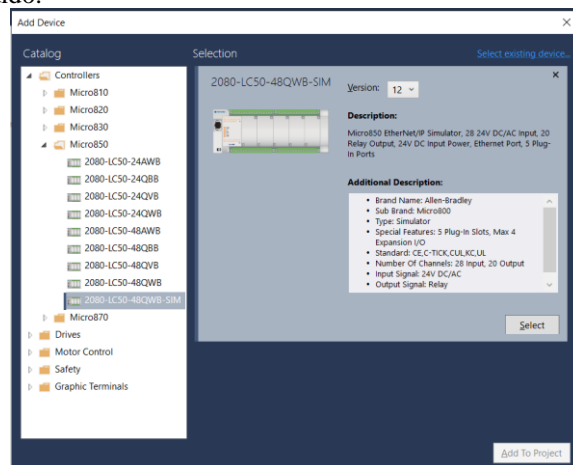 ido.
Add Device
Catalog
Selection
Select existing device...
Controllers
Micro810
Micro820
Micro830
Micro850
2080-LC50-24AWB
2080-LC50-24QBB
2080-LC50-24QVB
2080-LC50-24QWB
2080-LC50-48AWB
2080-LC50-48QBB
2080-LC50-48QVB
2080-LC50-48QWB
2080-LC50-48QWB-SIM
Micro870
Drives
Motor Control
Safety
Graphic Terminals
2080-LC50-48QWB-SIM
Version: 12
Description:
Micro850 EtherNet/IP Simulator, 28 24V DC/AC Input, 20
Relay Output, 24V DC Input Power, Ethernet Port, 5 Plug-
In Ports
Additional Description:
• Brand Name: Allen-Bradley
• Sub Brand: Micro800
• Type: Simulator
• Special Features: 5 Plug-In Slots, Max 4
Expansion I/O
• Standard: CE,C-TICK,CUL,KC,UL
• Number Of Channels: 28 Input, 20 Output
• Input Signal: 24V DC/AC
• Output Signal: Relay
Select
Add To Project